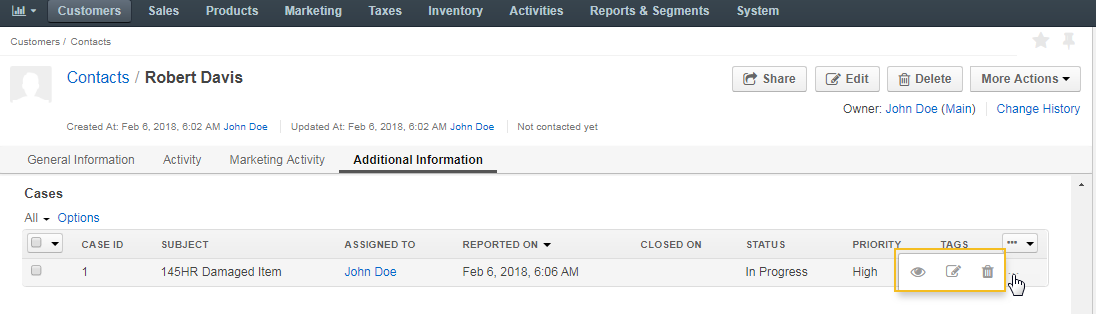 Customers Sales Products Marketing Taxes Inventory Activities Reports & Segments System
Customers / Contacts
Contacts / Robert Davis
Share Edit Delete More Actions
Owner: John Doe (Main) Change History
Created At: Feb 6, 2018, 6:02 AM John Doe Updated At: Feb 6, 2018, 6:02 AM John Doe Not contacted yet
General Information Activity Marketing Activity Additional Information
Cases
All Options
CASE ID SUBJECT ASSIGNED TO REPORTED ON CLOSED ON STATUS PRIORITY TAGS
1 145HR Damaged Item John Doe Feb 6, 2018, 6:06 AM In Progress High